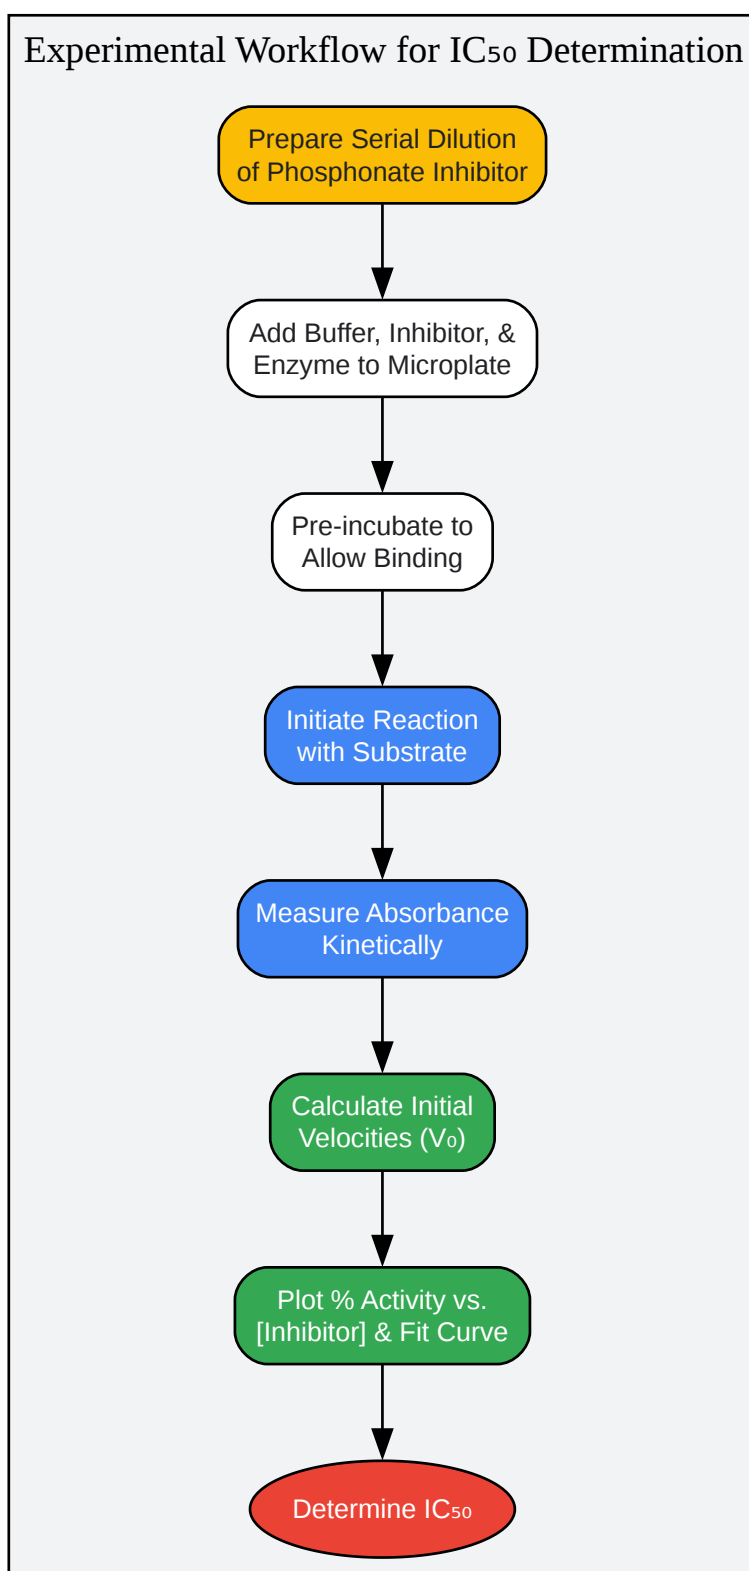 Experimental Workflow for IC₅₀ Determination
Prepare Serial Dilution
of Phosphonate Inhibitor
Add Buffer, Inhibitor, &
Enzyme to Microplate
Pre-incubate to
Allow Binding
Initiate Reaction
with Substrate
Measure Absorbance
Kinetically
Calculate Initial
Velocities (V₀)
Plot % Activity vs.
[Inhibitor] & Fit Curve
Determine IC₅₀